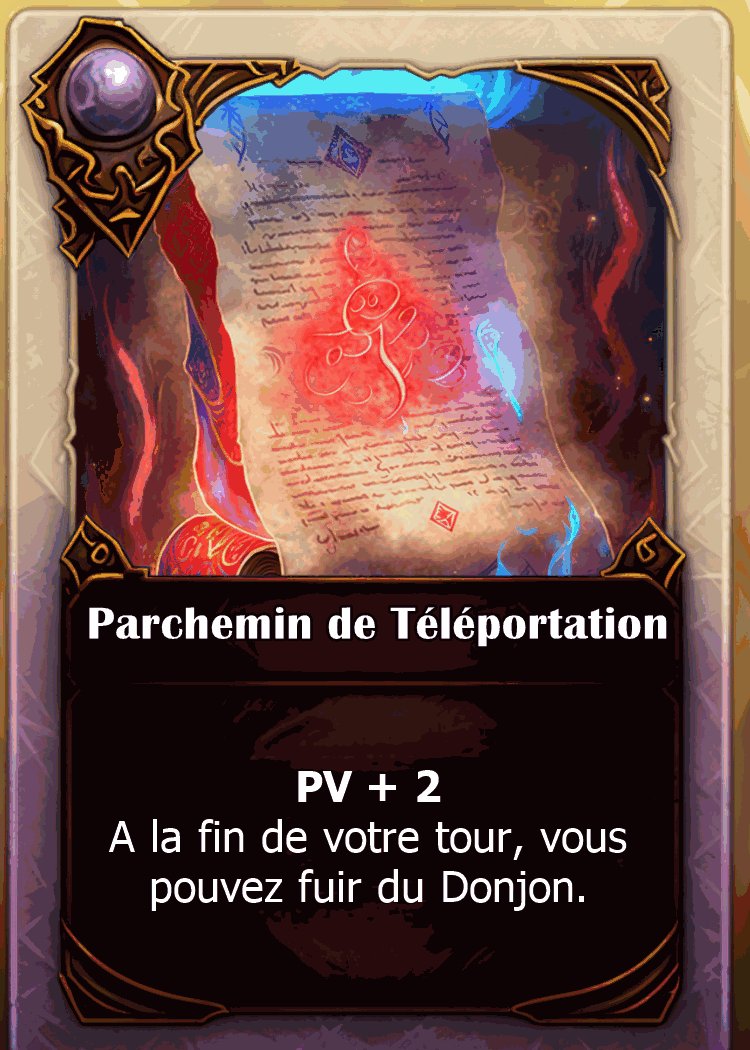 Parchemin de Téléportation
PV + 2
A la fin de votre tour, vous
pouvez fuir du Donjon.